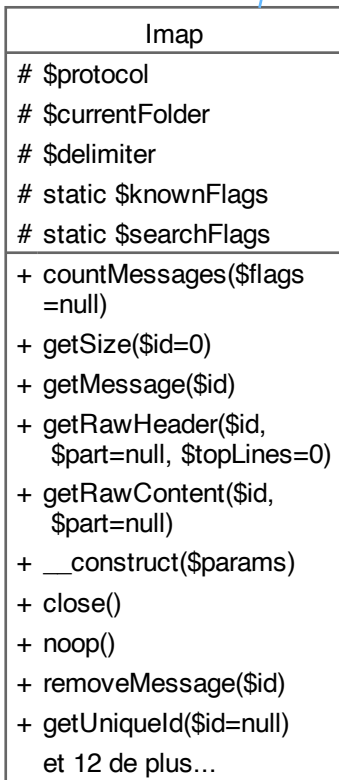 Imap
# $protocol
# $currentFolder
# $delimiter
# static $knownFlags
# static $searchFlags
+ countMessages($flags
=null)
+ getSize($id=0)
+ getMessage($id)
+ getRawHeader($id,
$part=null, $topLines=0)
+ getRawContent($id,
$part=null)
+ __construct($params)
+ close()
+ noop()
+ removeMessage($id)
+ getUniqueId($id=null)
et 12 de plus...